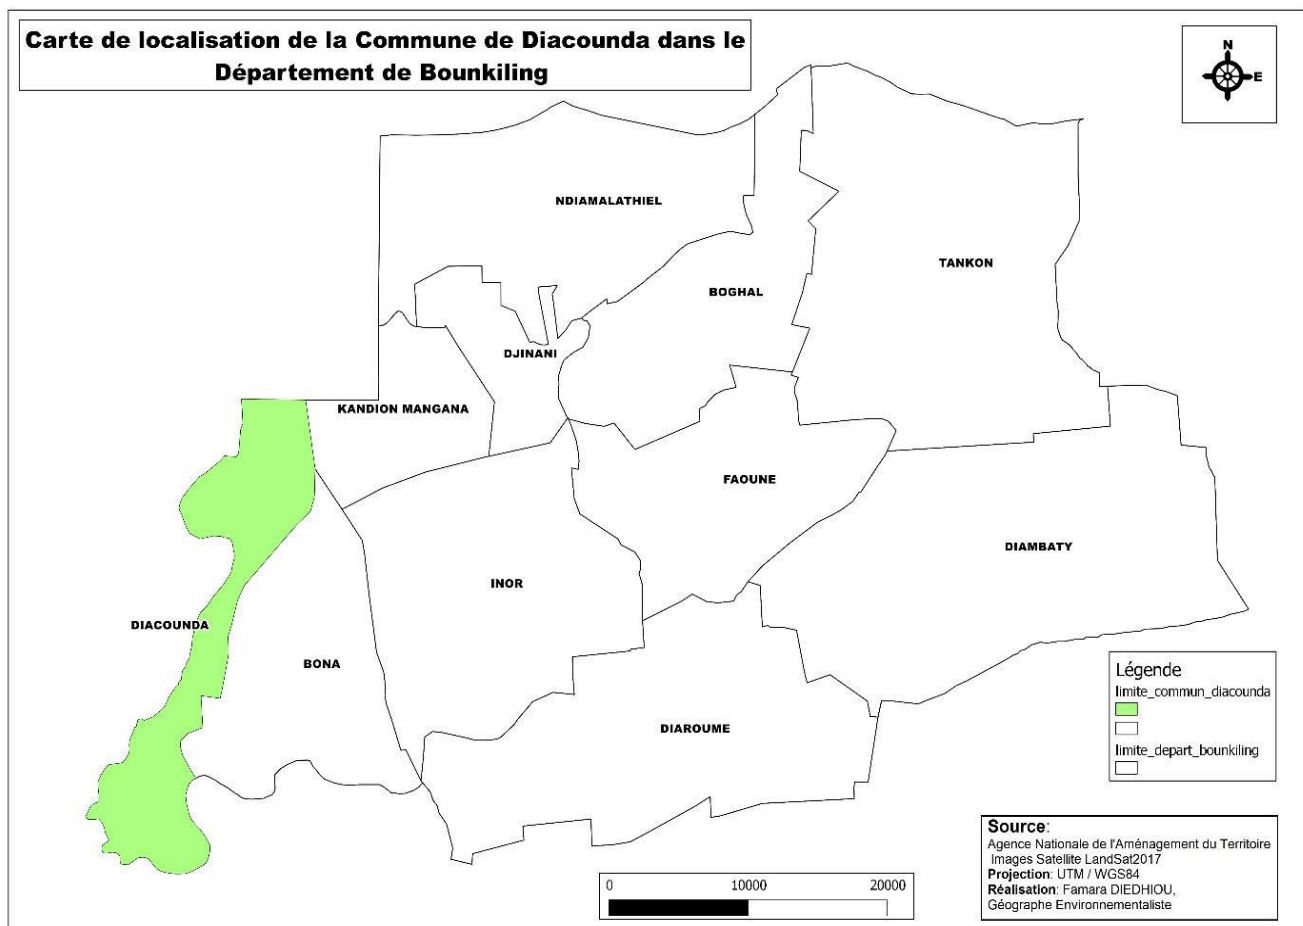 Carte de localisation de la Commune de Diacounda dans le
Département de Bounkiling
N
E
NDIAMALATHIEL
TANKON
BOGHAL
DJINANI
KANDION MANGANA
FAOUNE
DIAMBATY
INOR
DIACOUNDA
BONA
DIAROUME
Légende
limite_commun_diacounda
limite_depart_bounkiling
Source:
Agence Nationale de l'Aménagement du Territoire
Images Satellite LandSat2017
Projection: UTM / WGS84
Réalisation: Famara DIEDHIOU,
Géographe Environnementaliste
0 10000 20000